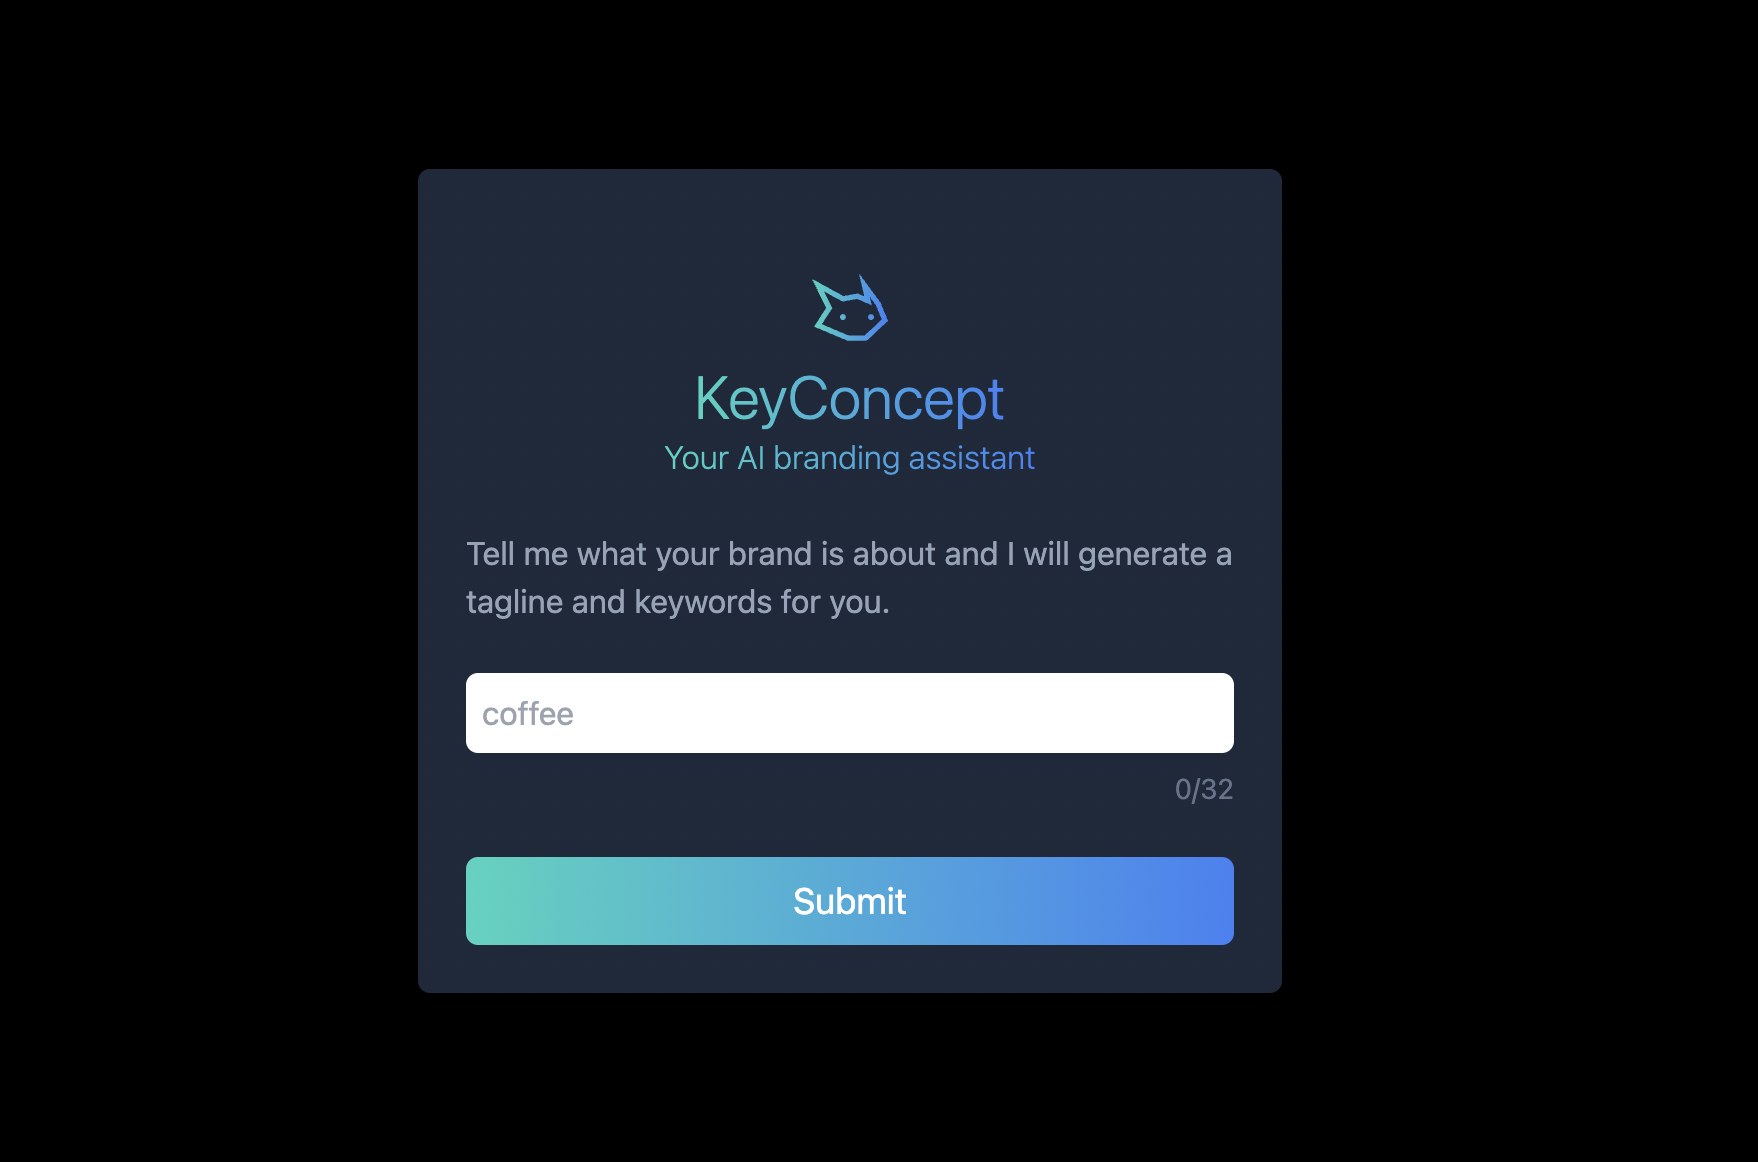 KeyConcept
Your AI branding assistant
Tell me what your brand is about and I will generate a
tagline and keywords for you.
coffee
0/32
Submit